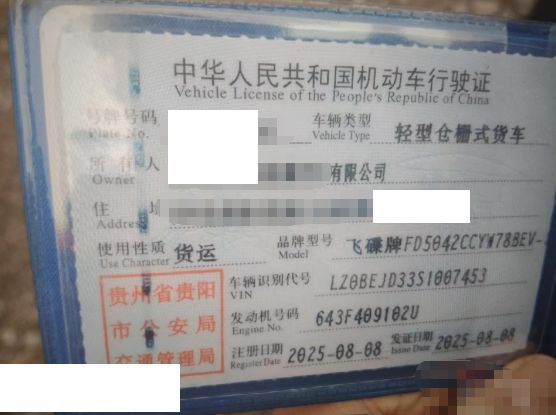 中华人民共和国机动车行驶证
Vehicle License of the People's Republic of China
号牌号码 车辆类型 轻型仓栅式货车
Plate No. Vehicle Type
所有人 有限公司
Owner
住 址
Address
使用性质 货运 品牌型号 飞碟牌FD5042CCYW78BEV-
Use Character Model
贵州省贵阳
市公安局
交通管理局
车辆识别代号 LZ0BEJD33S1007453
VIN
发动机号码 643F409102U
Engine No.
注册日期 2025-08-08 发证日期 2025-08-08
Register Date Issue Date